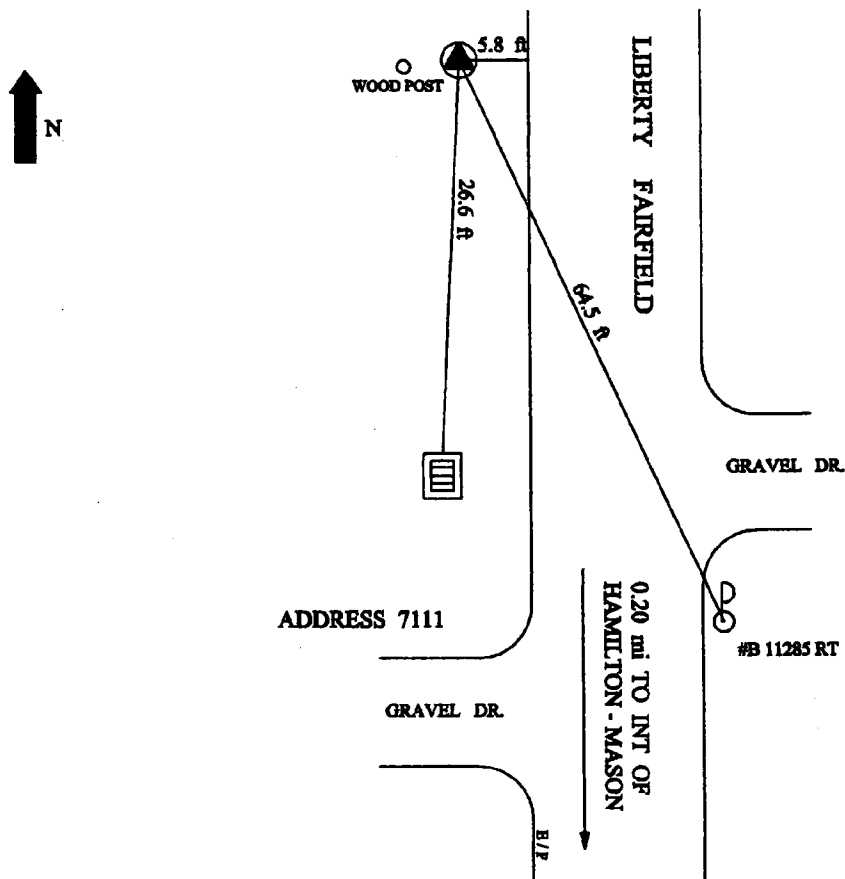 5.8 ft
WOOD POST
N
LIBERTY FAIRFIELD
26.6 ft
64.5 ft
GRAVEL DR.
ADDRESS 7111
0.20 mi TO INT OF
HAMILTON - MASON
#B 11285 RT
GRAVEL DR.
E/P